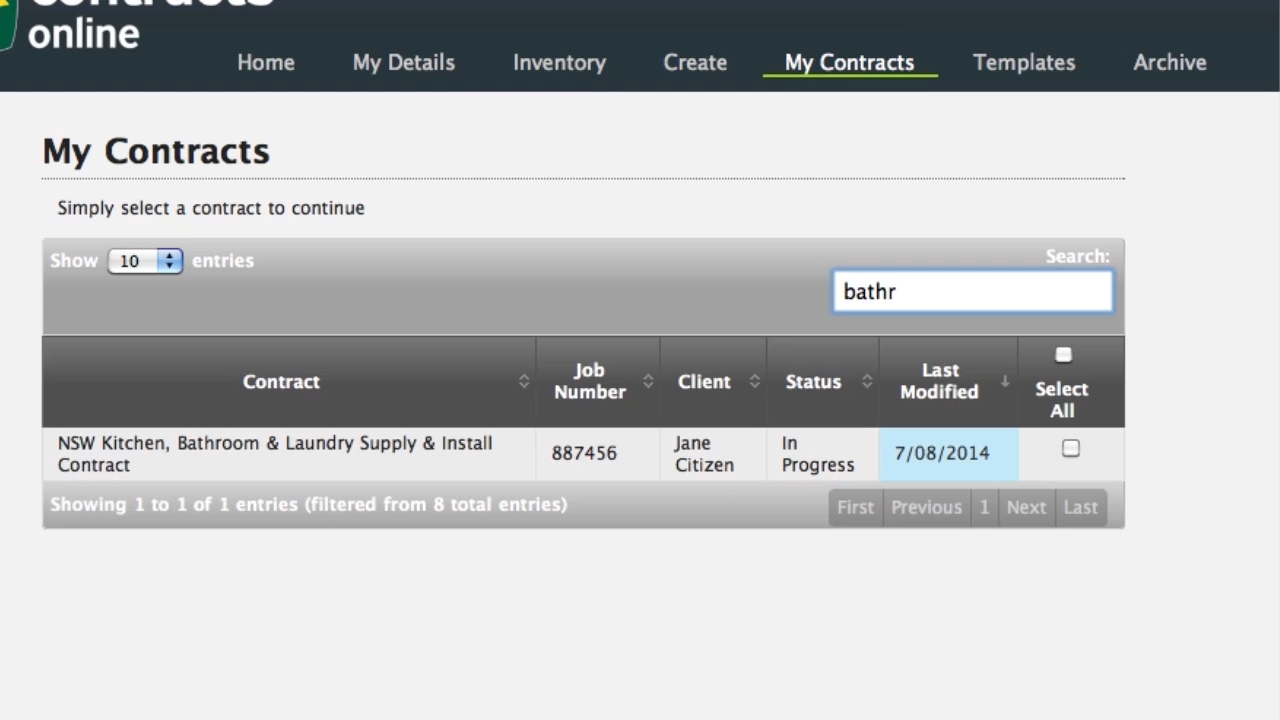 online
Home My Details Inventory Create My Contracts Templates Archive
My Contracts
Simply select a contract to continue
Show 10 entries
Search:
bathr
Contract Job Number Client Status Last Modified Select All
NSW Kitchen, Bathroom & Laundry Supply & Install Contract 887456 Jane Citizen In Progress 7/08/2014
Showing 1 to 1 of 1 entries (filtered from 8 total entries)
First Previous 1 Next Last